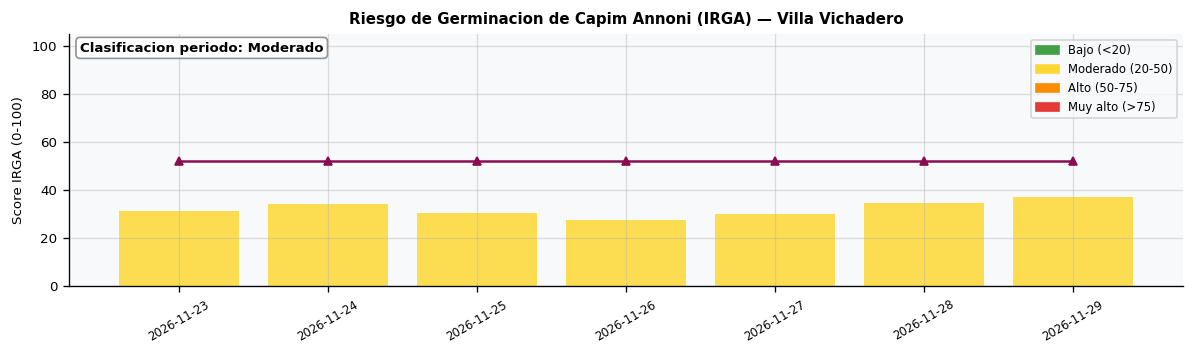 Riesgo de Germinacion de Capim Annoni (IRGA) — Villa Vichadero
Clasificacion periodo: Moderado
Bajo (<20)
Moderado (20-50)
Alto (50-75)
Muy alto (>75)
Score IRGA (0-100)
100
80
60
40
20
0
2026-11-23
2026-11-24
2026-11-25
2026-11-26
2026-11-27
2026-11-28
2026-11-29